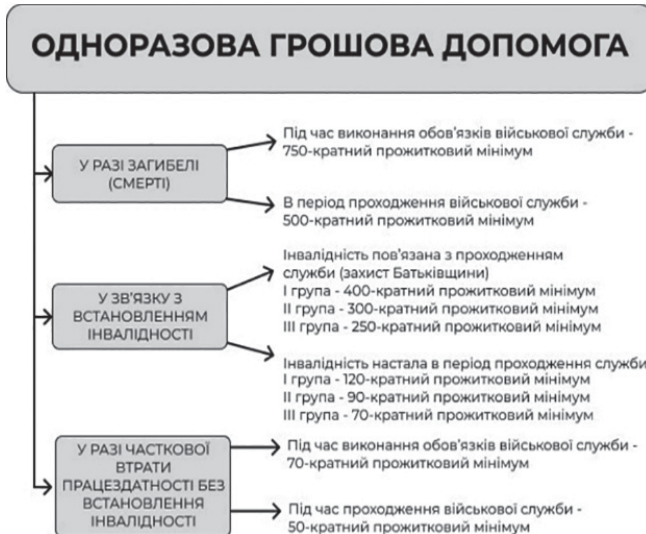 ОДНОРАЗОВА ГРОШОВА ДОПОМОГА
У РАЗІ ЗАГИБЕЛІ
(СМЕРТІ)
Під час виконання обов'язків військової служби -
750-кратний прожитковий мінімум
В період проходження військової служби -
500-кратний прожитковий мінімум
У ЗВ'ЯЗКУ З
ВСТАНОВЛЕННЯМ
ІНВАЛІДНОСТІ
Інвалідність пов'язана з проходженням
служби (захист Батьківщини)
І група - 400-кратний прожитковий мінімум
ІІ група - 300-кратний прожитковий мінімум
ІІІ група - 250-кратний прожитковий мінімум
Інвалідність настала в період проходження служби
І група - 120-кратний прожитковий мінімум
ІІ група - 90-кратний прожитковий мінімум
ІІІ група - 70-кратний прожитковий мінімум
У РАЗІ ЧАСТКОВОЇ
ВТРАТИ
ПРАЦЕЗДАТНОСТІ БЕЗ
ВСТАНОВЛЕННЯ
ІНВАЛІДНОСТІ
Під час виконання обов'язків військової служби -
70-кратний прожитковий мінімум
Під час проходження військової служби -
50-кратний прожитковий мінімум